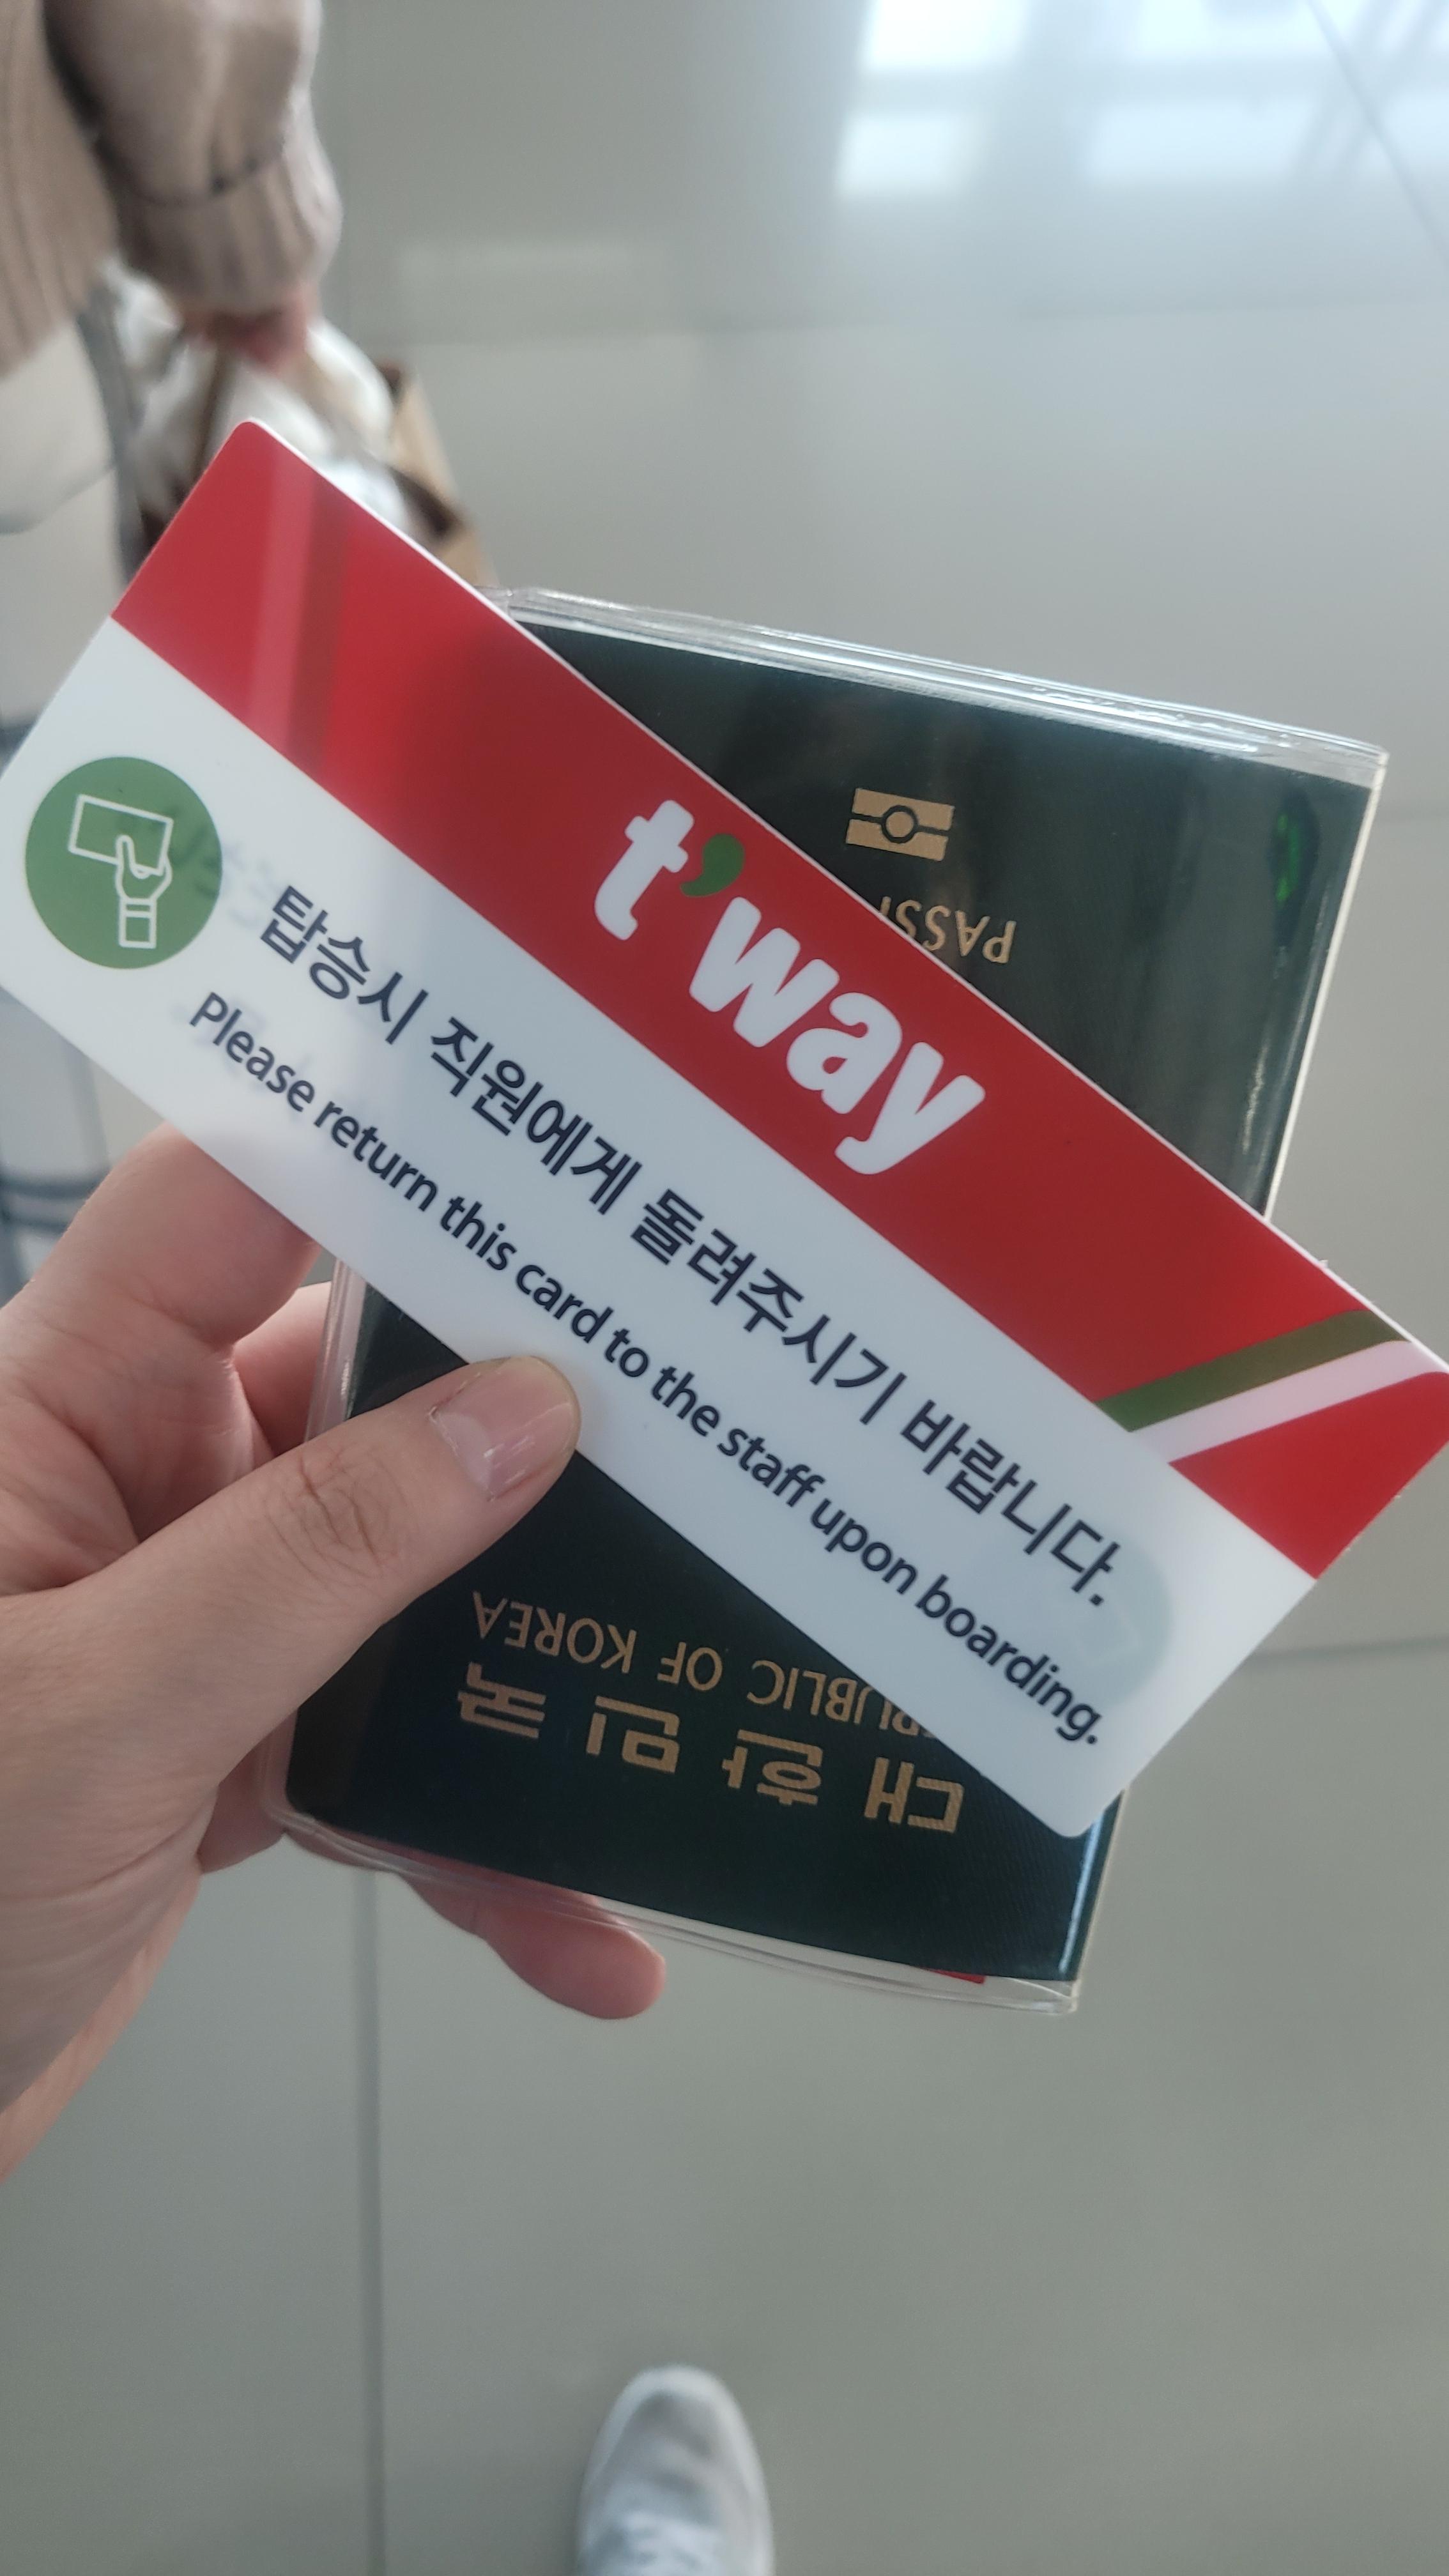 t'way
탑승시 직원에게 돌려주시기 바랍니다.
Please return this card to the staff upon boarding.
대한민국
REPUBLIC OF KOREA
PASS